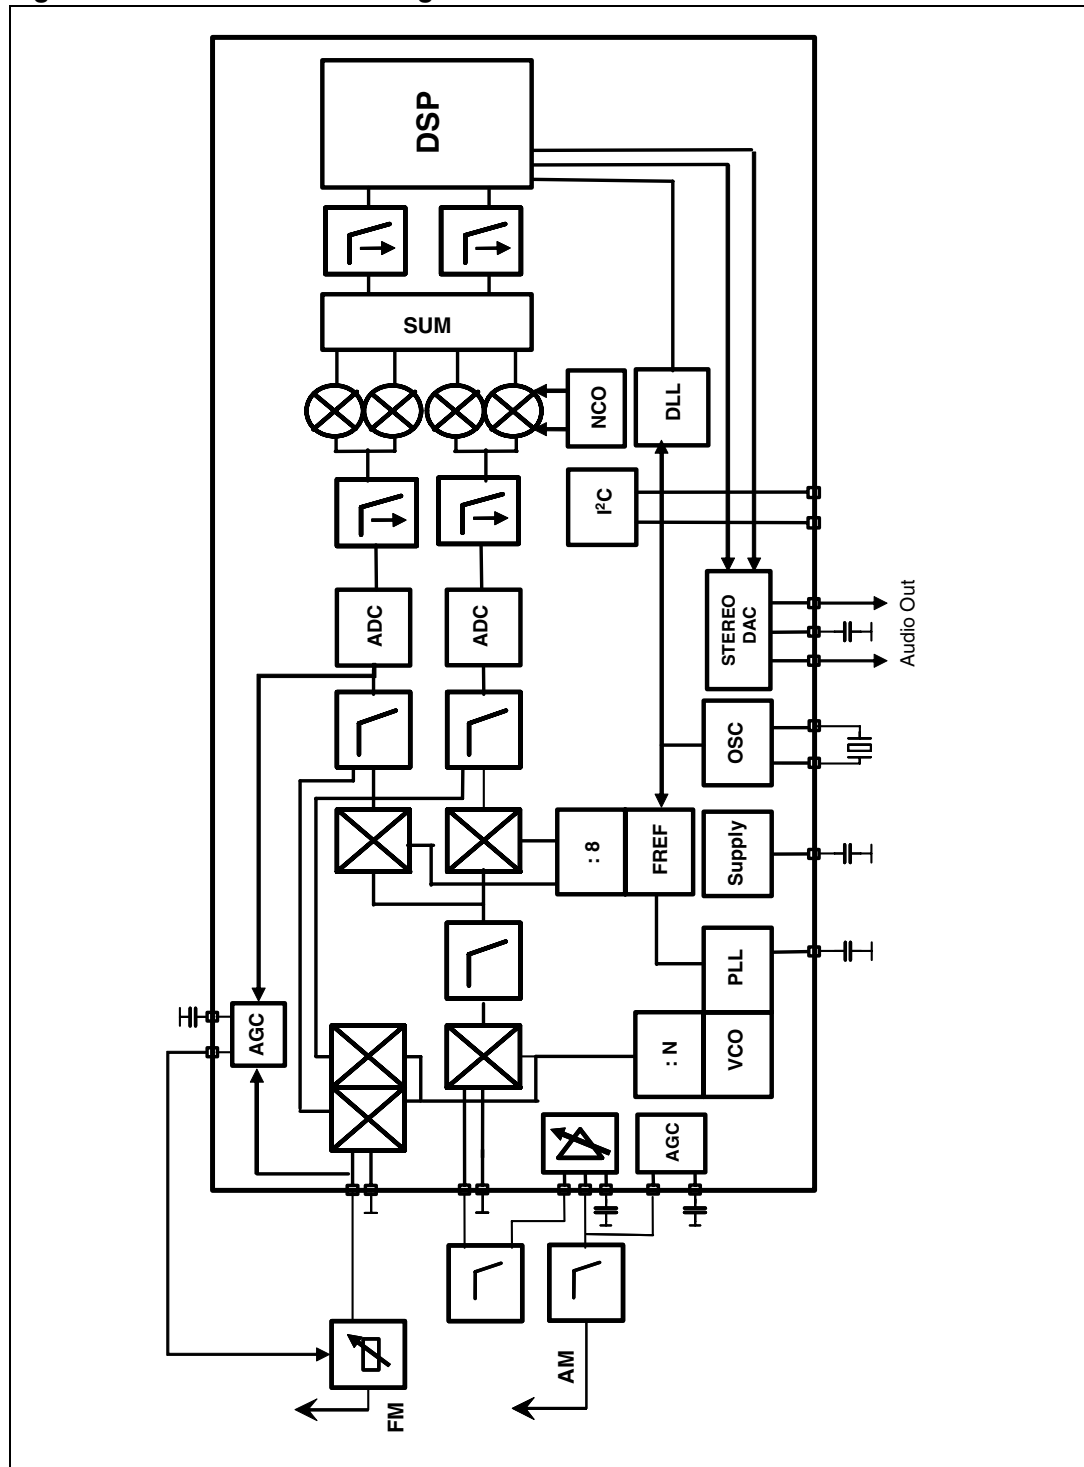 DSP
SUM
NCO
DLL
I²C
ADC
ADC
STEREO
DAC
Audio Out
OSC
: 8
FREF
Supply
AGC
PLL
: N
VCO
AGC
AM
FM